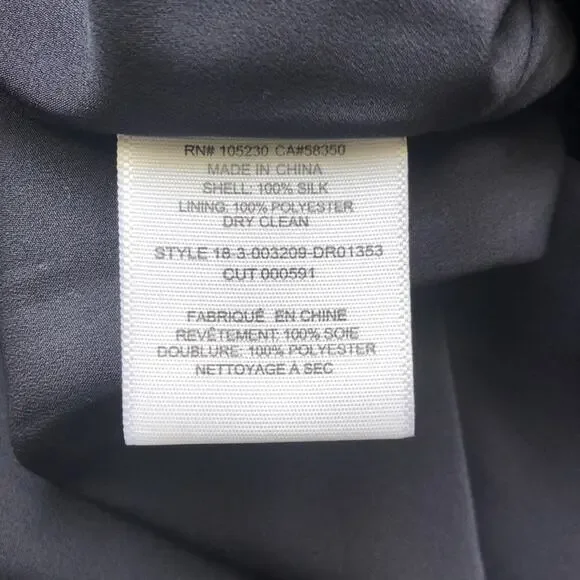 RN# 105230 CA#58350
MADE IN CHINA
SHELL: 100% SILK
LINING: 100% POLYESTER
DRY CLEAN
STYLE 18-3-003209-DR01353
CUT 000591
FABRIQUÉ EN CHINE
REVÊTEMENT: 100% SOIE
DOUBLURE: 100% POLYESTER
NETTOYAGE À SEC